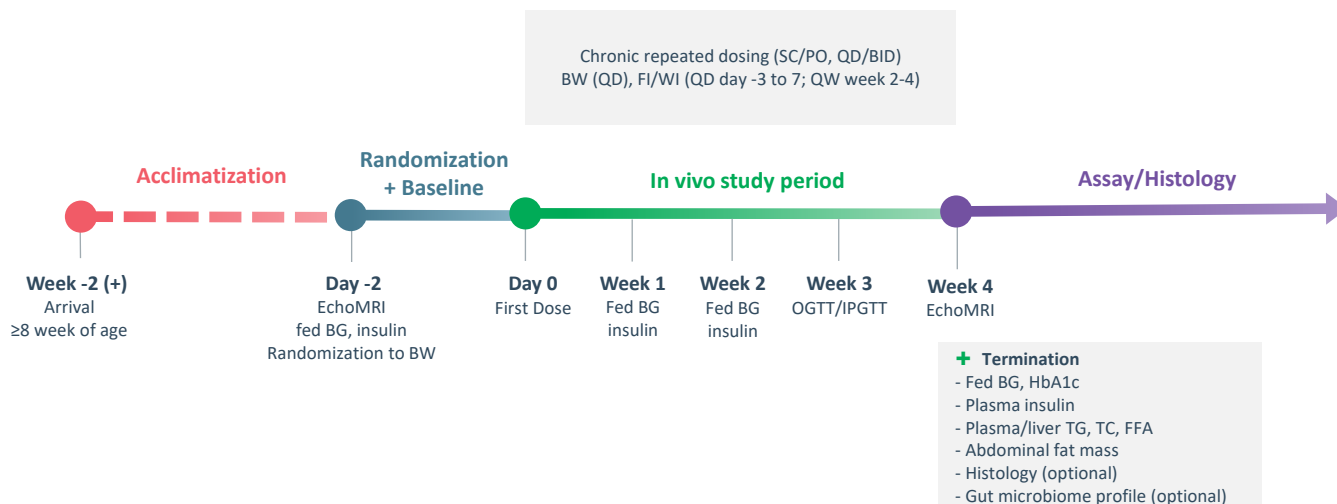 Chronic repeated dosing (SC/PO, QD/BID)
BW (QD), FI/WI (QD day -3 to 7; QW week 2-4)
Acclimatization
Randomization
+ Baseline
In vivo study period
Assay/Histology
Week -2 (+)
Arrival
≥8 week of age
Day -2
EchoMRI
fed BG, insulin
Randomization to BW
Day 0
First Dose
Week 1
Fed BG
insulin
Week 2
Fed BG
insulin
Week 3
OGTT/IPGTT
Week 4
EchoMRI
+ Termination
- Fed BG, HbA1c
- Plasma insulin
- Plasma/liver TG, TC, FFA
- Abdominal fat mass
- Histology (optional)
- Gut microbiome profile (optional)